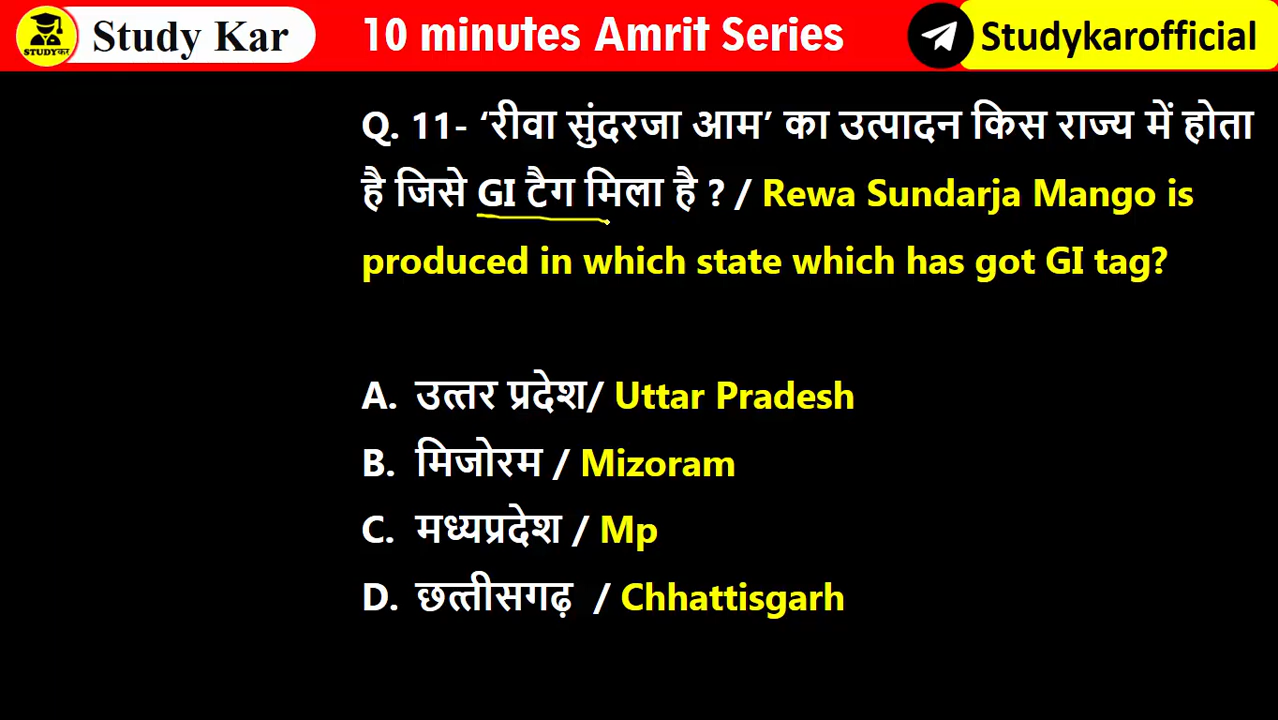 STUDYकर
Study Kar
10 minutes Amrit Series
Studykarofficial
Q. 11- ‘रीवा सुंदरजा आम’ का उत्पादन किस राज्य में होता
है जिसे GI टैग मिला है ? / Rewa Sundarja Mango is
produced in which state which has got GI tag?
A. उत्तर प्रदेश/ Uttar Pradesh
B. मिजोरम / Mizoram
C. मध्यप्रदेश / Mp
D. छत्तीसगढ़ / Chhattisgarh